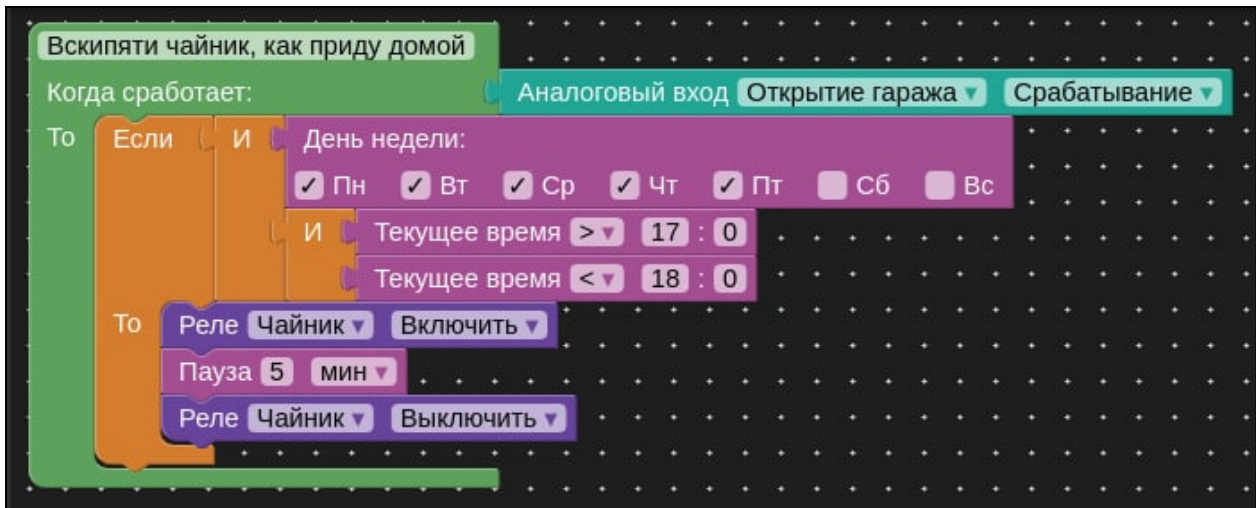 Вскипяти чайник, как приду домой
Когда сработает: Аналоговый вход Открытие гаража Срабатывание
То Если И День недели:
Пн Вт Ср Чт Пт Сб Вс
И Текущее время > 17 : 0
Текущее время < 18 : 0
То Реле Чайник Включить
Пауза 5 мин
Реле Чайник Выключить